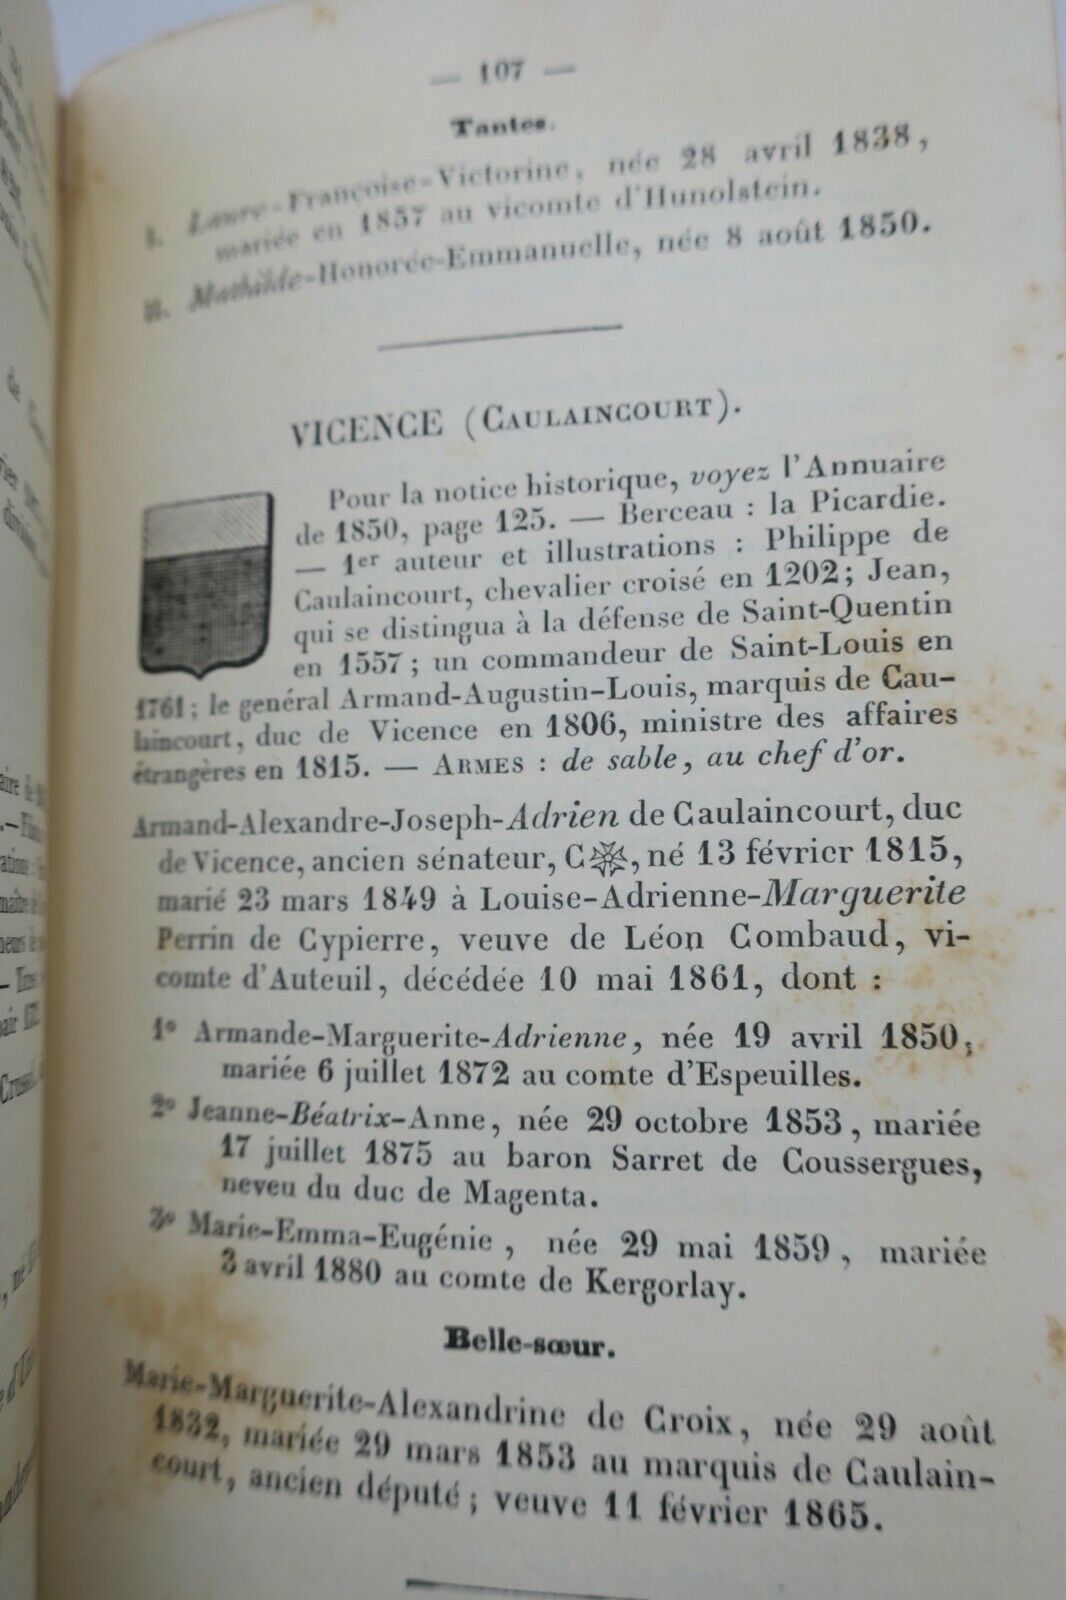 — 107 —
Tantes.
I. Laure-Françoise-Victorine, née 28 avril 1838,
mariée en 1857 au vicomte d'Hunolstein.
II. Mathilde-Honorée-Emmanuelle, née 8 août 1850.
VICENCE (CAULAINCOURT).
Pour la notice historique, voyez l'Annuaire
de 1850, page 125. — Berceau : la Picardie.
— 1er auteur et illustrations : Philippe de
Caulaincourt, chevalier croisé en 1202; Jean,
qui se distingua à la défense de Saint-Quentin
en 1557; un commandeur de Saint-Louis en
1761; le général Armand-Augustin-Louis, marquis de Cau-
laincourt, duc de Vicence en 1806, ministre des affaires
étrangères en 1815. — ARMES : de sable, au chef d'or.
Armand-Alexandre-Joseph-Adrien de Caulaincourt, duc
de Vicence, ancien sénateur, C✠, né 13 février 1815,
marié 23 mars 1849 à Louise-Adrienne-Marguerite
Perrin de Cypierre, veuve de Léon Combaud, vi-
comte d'Auteuil, décédée 10 mai 1861, dont :
1° Armande-Marguerite-Adrienne, née 19 avril 1850,
mariée 6 juillet 1872 au comte d'Espeuilles.
2° Jeanne-Béatrix-Anne, née 29 octobre 1853, mariée
17 juillet 1875 au baron Sarret de Coussergues,
neveu du duc de Magenta.
3° Marie-Emma-Eugénie, née 29 mai 1859, mariée
3 avril 1880 au comte de Kergorlay.
Belle-sœur.
Marie-Marguerite-Alexandrine de Croix, née 29 août
1832, mariée 29 mars 1853 au marquis de Caulain-
court, ancien député; veuve 11 février 1865.